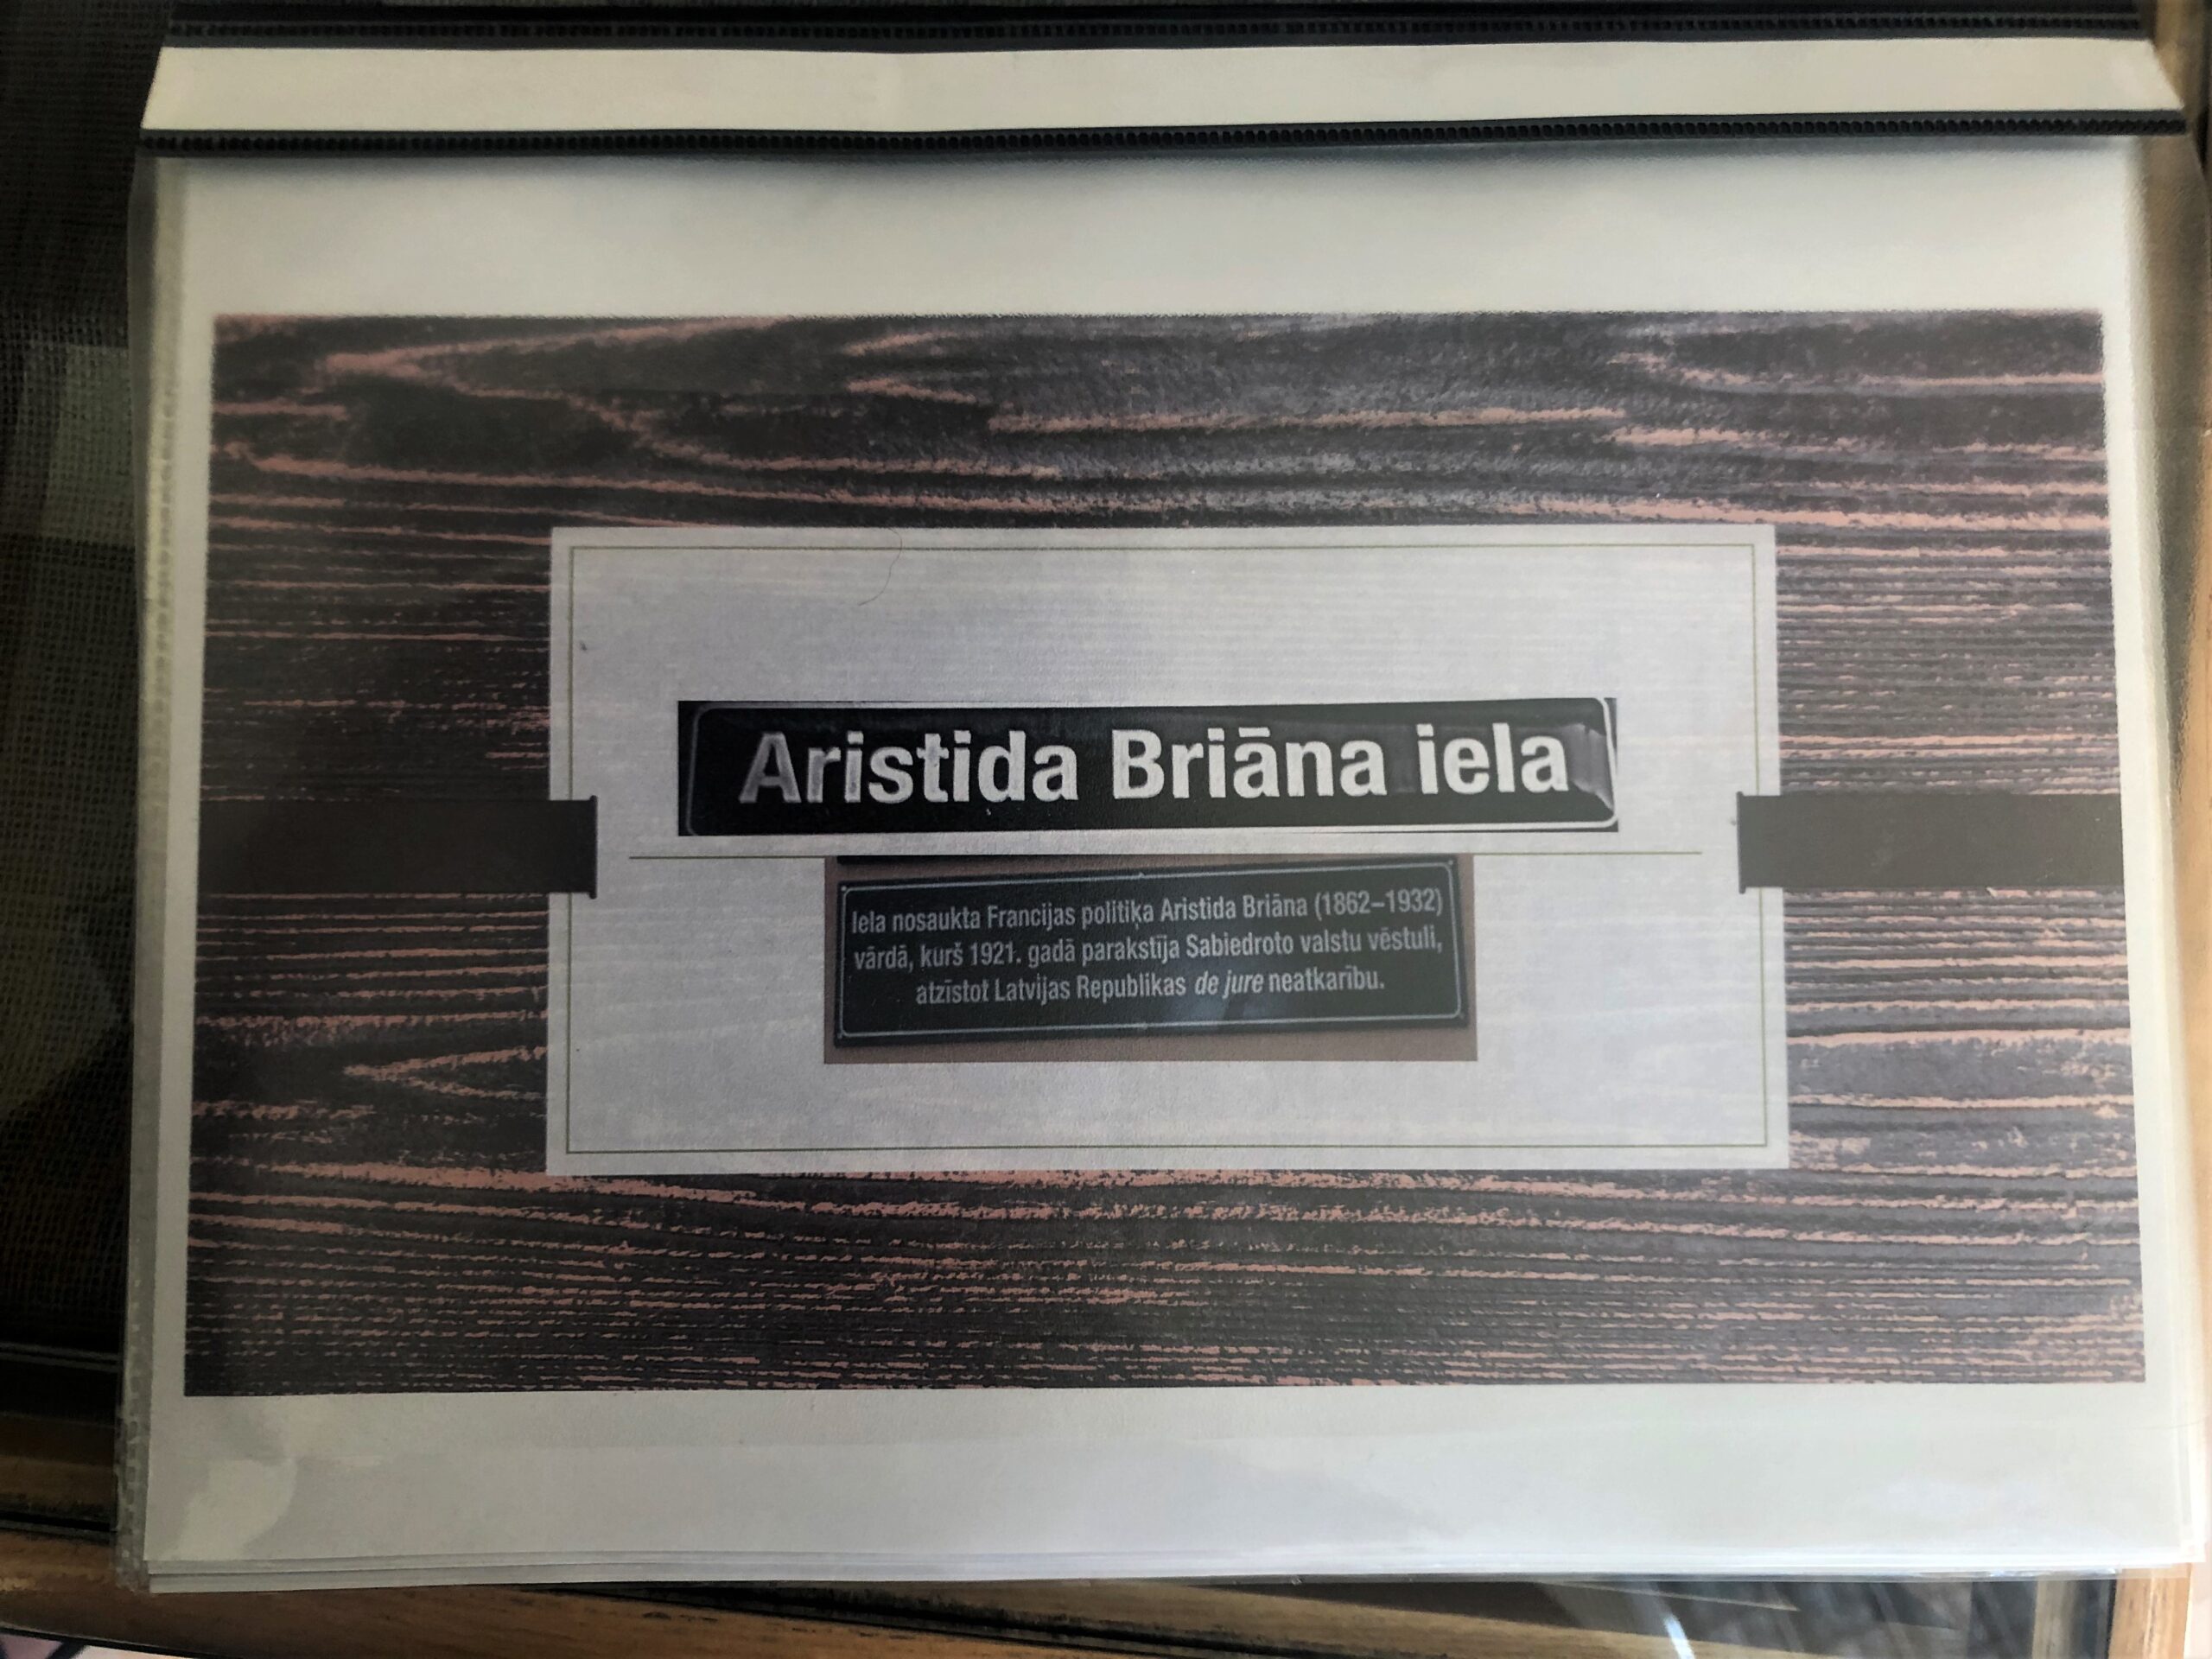 Aristida Briāna iela
Iela nosaukta Francijas politiķa Aristida Briāna (1862–1932)
vārdā, kurš 1921. gadā parakstīja Sabiedroto valstu vēstuli,
atzīstot Latvijas Republikas de jure neatkarību.